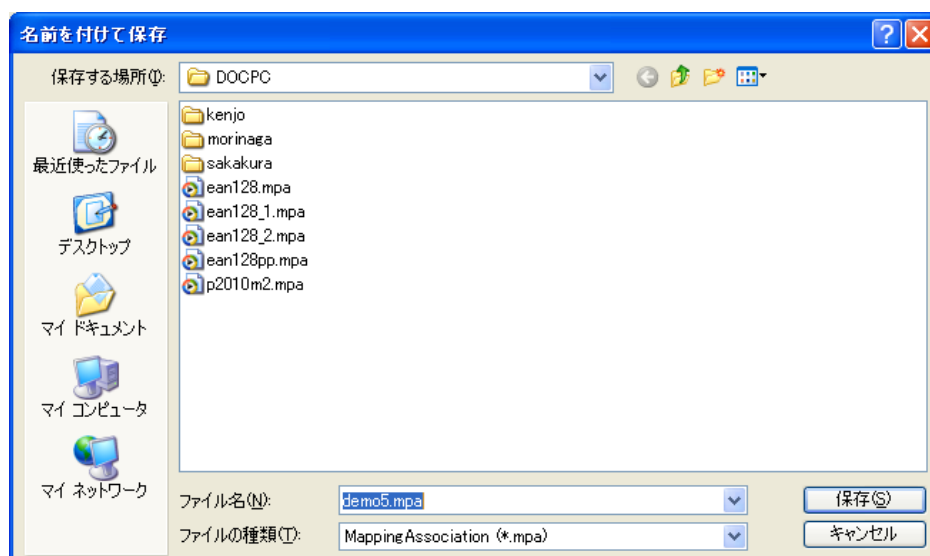 名前を付けて保存
保存する場所(I):
DOCPC
最近使ったファイル
デスクトップ
マイ ドキュメント
マイ コンピュータ
マイ ネットワーク
kenjo
morinaga
sakakura
ean128.mpa
ean128_1.mpa
ean128_2.mpa
ean128pp.mpa
p2010m2.mpa
ファイル名(N):
demo5.mpa
保存(S)
ファイルの種類(T):
MappingAssociation (*.mpa)
キャンセル